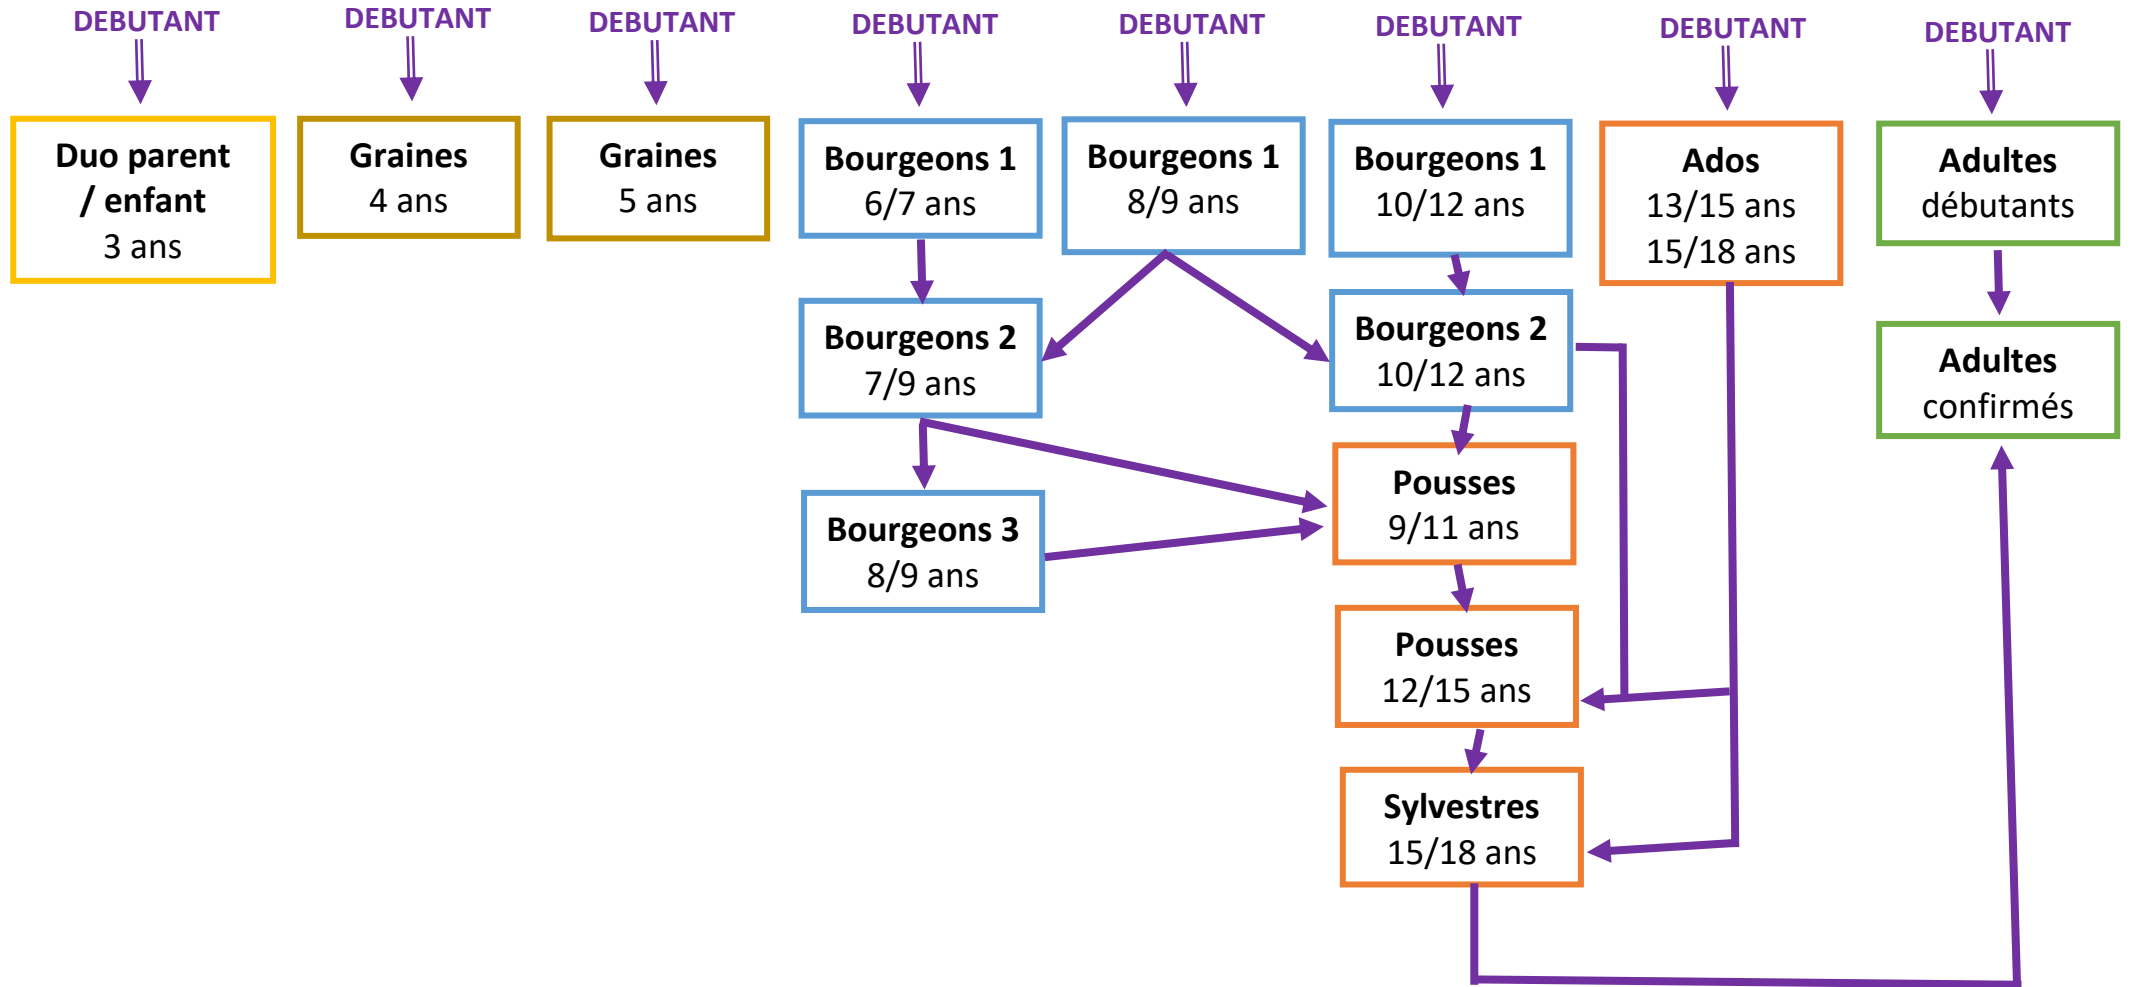 DEBUTANT
DEBUTANT
DEBUTANT
DEBUTANT
DEBUTANT
DEBUTANT
DEBUTANT
DEBUTANT
Duo parent
/ enfant
3 ans
Graines
4 ans
Graines
5 ans
Bourgeons 1
6/7 ans
Bourgeons 1
8/9 ans
Bourgeons 1
10/12 ans
Ados
13/15 ans
15/18 ans
Adultes
débutants
Bourgeons 2
7/9 ans
Bourgeons 2
10/12 ans
Adultes
confirmés
Bourgeons 3
8/9 ans
Pousses
9/11 ans
Pousses
12/15 ans
Sylvestres
15/18 ans